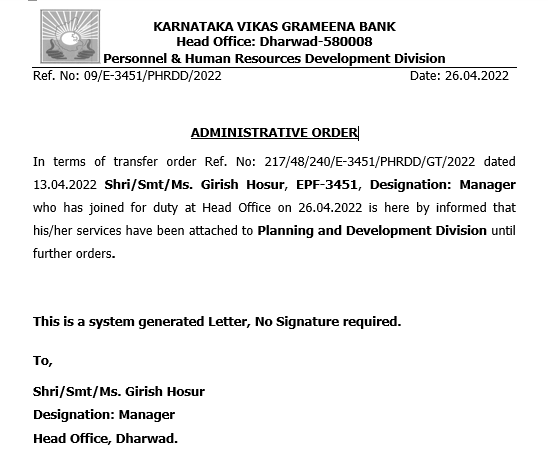 KARNATAKA VIKAS GRAMEENA BANK
Head Office: Dharwad-580008
Personnel & Human Resources Development Division
Ref. No: 09/E-3451/PHRDD/2022 Date: 26.04.2022
ADMINISTRATIVE ORDER
In terms of transfer order Ref. No: 217/48/240/E-3451/PHRDD/GT/2022 dated
13.04.2022 Shri/Smt/Ms. Girish Hosur, EPF-3451, Designation: Manager
who has joined for duty at Head Office on 26.04.2022 is here by informed that
his/her services have been attached to Planning and Development Division until
further orders.
This is a system generated Letter, No Signature required.
To,
Shri/Smt/Ms. Girish Hosur
Designation: Manager
Head Office, Dharwad.